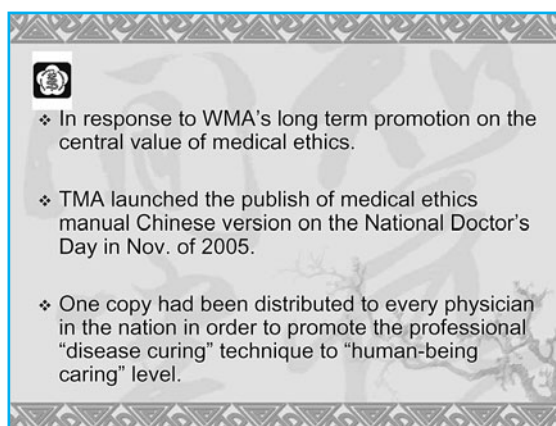 ❖ In response to WMA's long term promotion on the
central value of medical ethics.
❖ TMA launched the publish of medical ethics
manual Chinese version on the National Doctor's
Day in Nov. of 2005.
❖ One copy had been distributed to every physician
in the nation in order to promote the professional
“disease curing” technique to “human-being
caring” level.